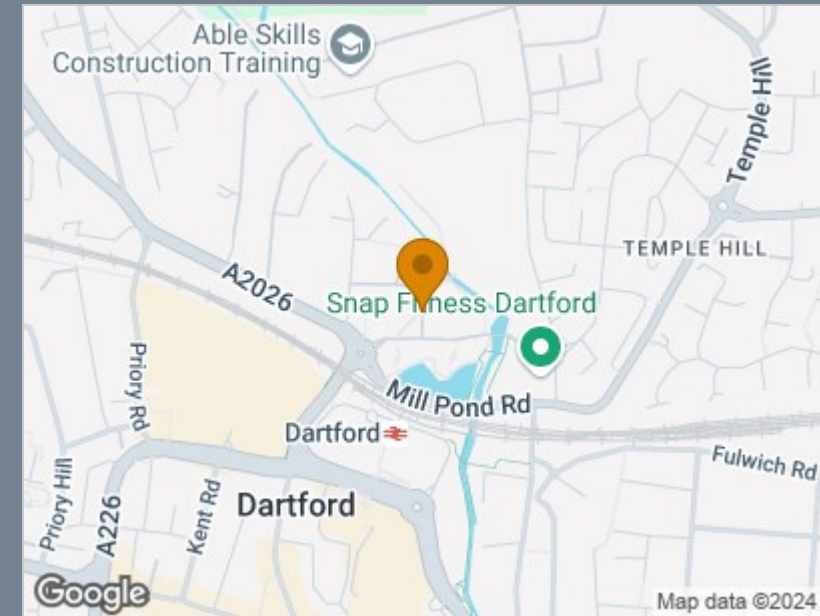 Able Skills
Construction Training
Temple Hill
TEMPLE HILL
A2026
Snap Fitness Dartford
Priory Rd
Mill Pond Rd
Dartford
Fulwich Rd
Priory Hill
A226
Kent Rd
Dartford
Google
Map data ©2024